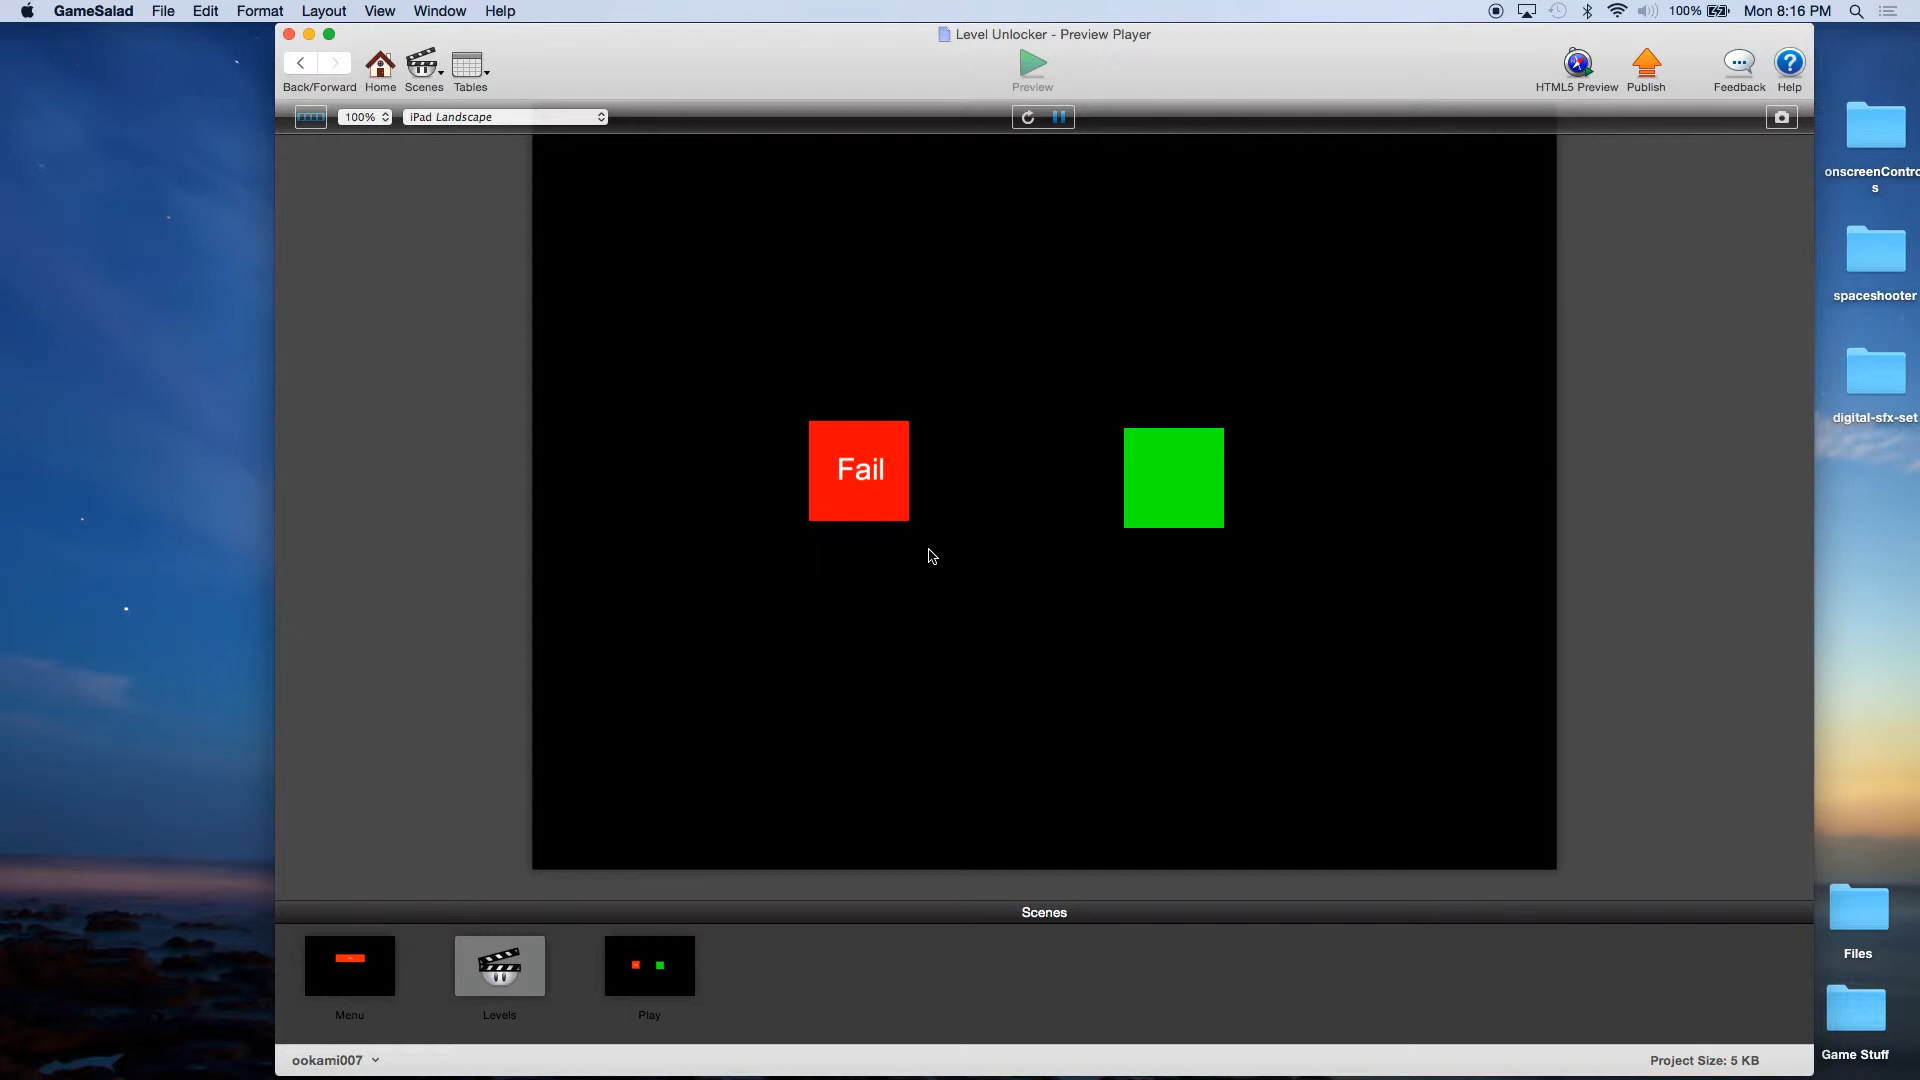 GameSalad File Edit Format Layout View Window Help
100% Mon 8:16 PM
Level Unlocker - Preview Player
Back/Forward Home Scenes Tables
Preview
HTML5 Preview Publish Feedback Help
100% iPad Landscape
onscreenContro
s
spaceshooter
digital-sfx-set
Fail
Scenes
Menu Levels Play
Files
ookami007
Project Size: 5 KB
Game Stuff